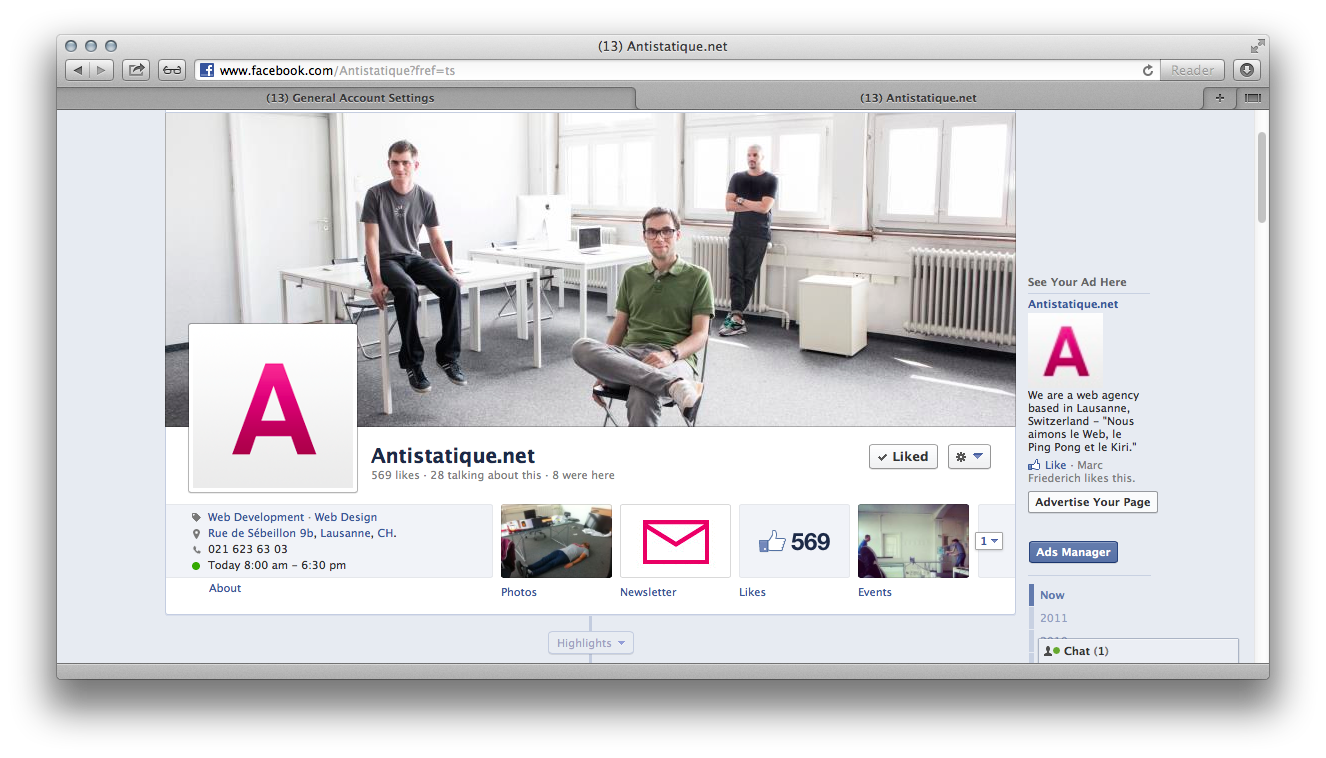 (13) Antistatique.net
www.facebook.com/Antistatique?fref=ts
Reader
(13) General Account Settings
(13) Antistatique.net
A
Antistatique.net
569 likes · 28 talking about this · 8 were here
Liked
Web Development · Web Design
Rue de Sébeillon 9b, Lausanne, CH.
021 623 63 03
Today 8:00 am – 6:30 pm
About
Photos
Newsletter
569
Likes
Events
1
Highlights
See Your Ad Here
Antistatique.net
A
We are a web agency
based in Lausanne,
Switzerland – "Nous
aimons le Web, le
Ping Pong et le Kiri."
Like · Marc
Friederich likes this.
Advertise Your Page
Ads Manager
Now
2011
Chat (1)